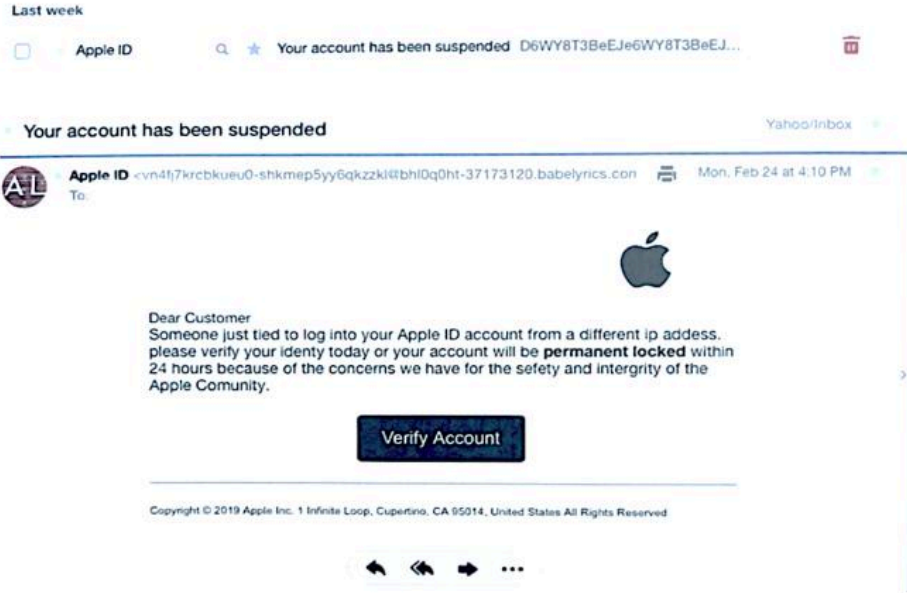 Last week
Apple ID Your account has been suspended D6WY8T3BeEJe6WY8T3BeEJ...
Your account has been suspended Yahoo/Inbox
AL Apple ID <vn4fj7krcbkueu0-shkmep5yy6qkzzkl@bhl0q0ht-37173120.babelyrics.con Mon, Feb 24 at 4:10 PM
To:
Dear Customer
Someone just tied to log into your Apple ID account from a different ip addess.
please verify your identy today or your account will be permanent locked within
24 hours because of the concerns we have for the sefety and intergrity of the
Apple Comunity.
Verify Account
Copyright © 2019 Apple Inc. 1 Infinite Loop, Cupertino, CA 95014, United States All Rights Reserved